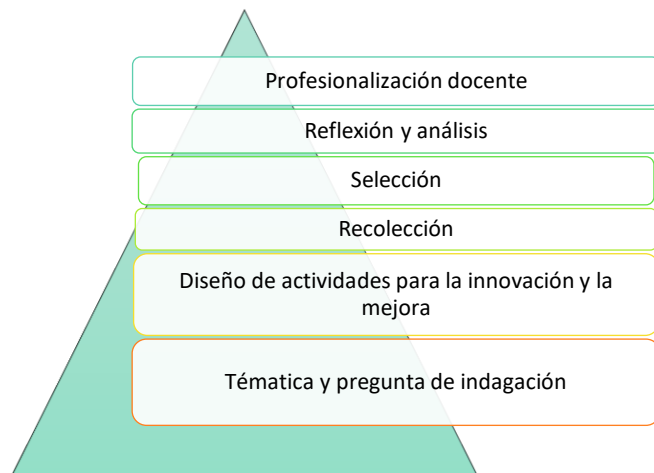 Profesionalización docente
Reflexión y análisis
Selección
Recolección
Diseño de actividades para la innovación y la
mejora
Tématica y pregunta de indagación